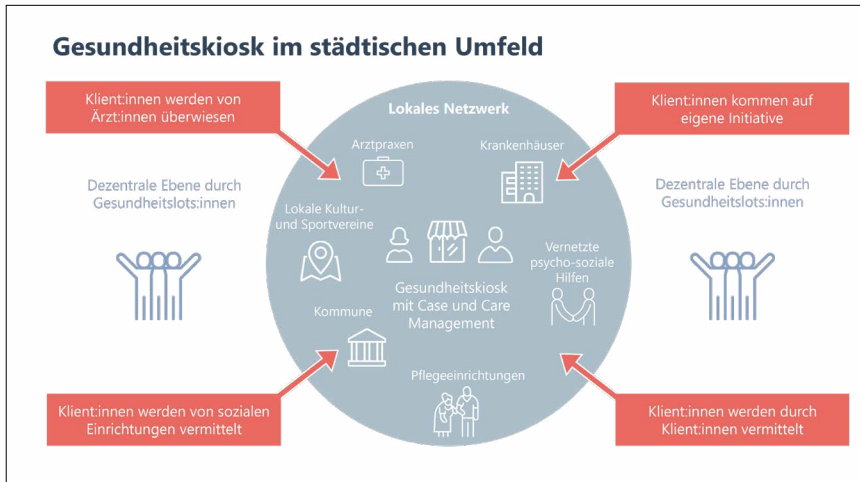 Gesundheitskiosk im städtischen Umfeld
Klient:innen werden von
Ärzt:innen überwiesen
Lokales Netzwerk
Klient:innen kommen auf
eigene Initiative
Arztpraxen
Krankenhäuser
Dezentrale Ebene durch
Gesundheitslots:innen
Dezentrale Ebene durch
Gesundheitslots:innen
Lokale Kultur-
und Sportvereine
Vernetzte
psycho-soziale
Hilfen
Gesundheitskiosk
mit Case und Care
Management
Kommune
Pflegeeinrichtungen
Klient:innen werden von sozialen
Einrichtungen vermittelt
Klient:innen werden durch
Klient:innen vermittelt